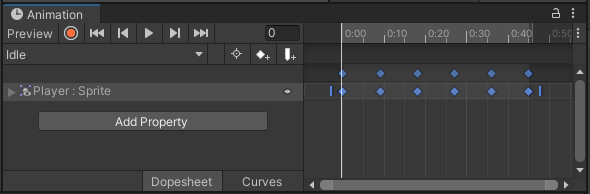 Animation
Preview 0 0:00 0:10 0:20 0:30 0:40 0:50
Idle
Player : Sprite
Add Property
Dopesheet Curves